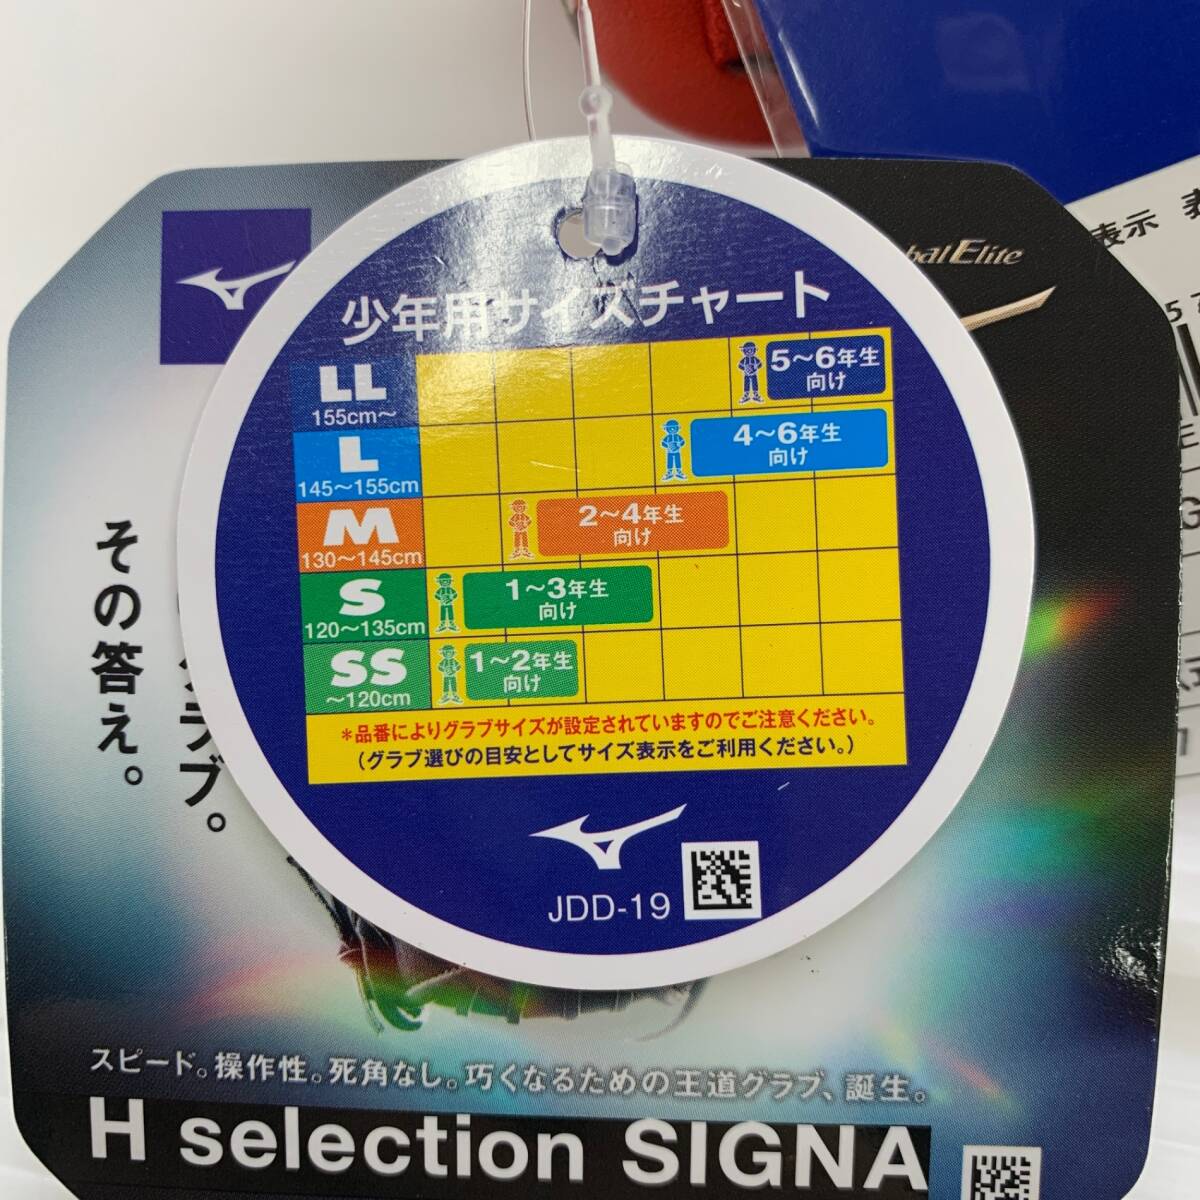 少年用サイズチャート
LL
155cm～
5～6年生
向け
L
145～155cm
4～6年生
向け
M
130～145cm
2～4年生
向け
S
120～135cm
1～3年生
向け
SS
～120cm
1～2年生
向け
*品番によりグラブサイズが設定されていますのでご注意ください。
(グラブ選びの目安としてサイズ表示をご利用ください。)
JDD-19
Elite
表示
その答え。
ラブ。
スピード。操作性。死角なし。巧くなるための王道グラブ、誕生。
H selection SIGNA